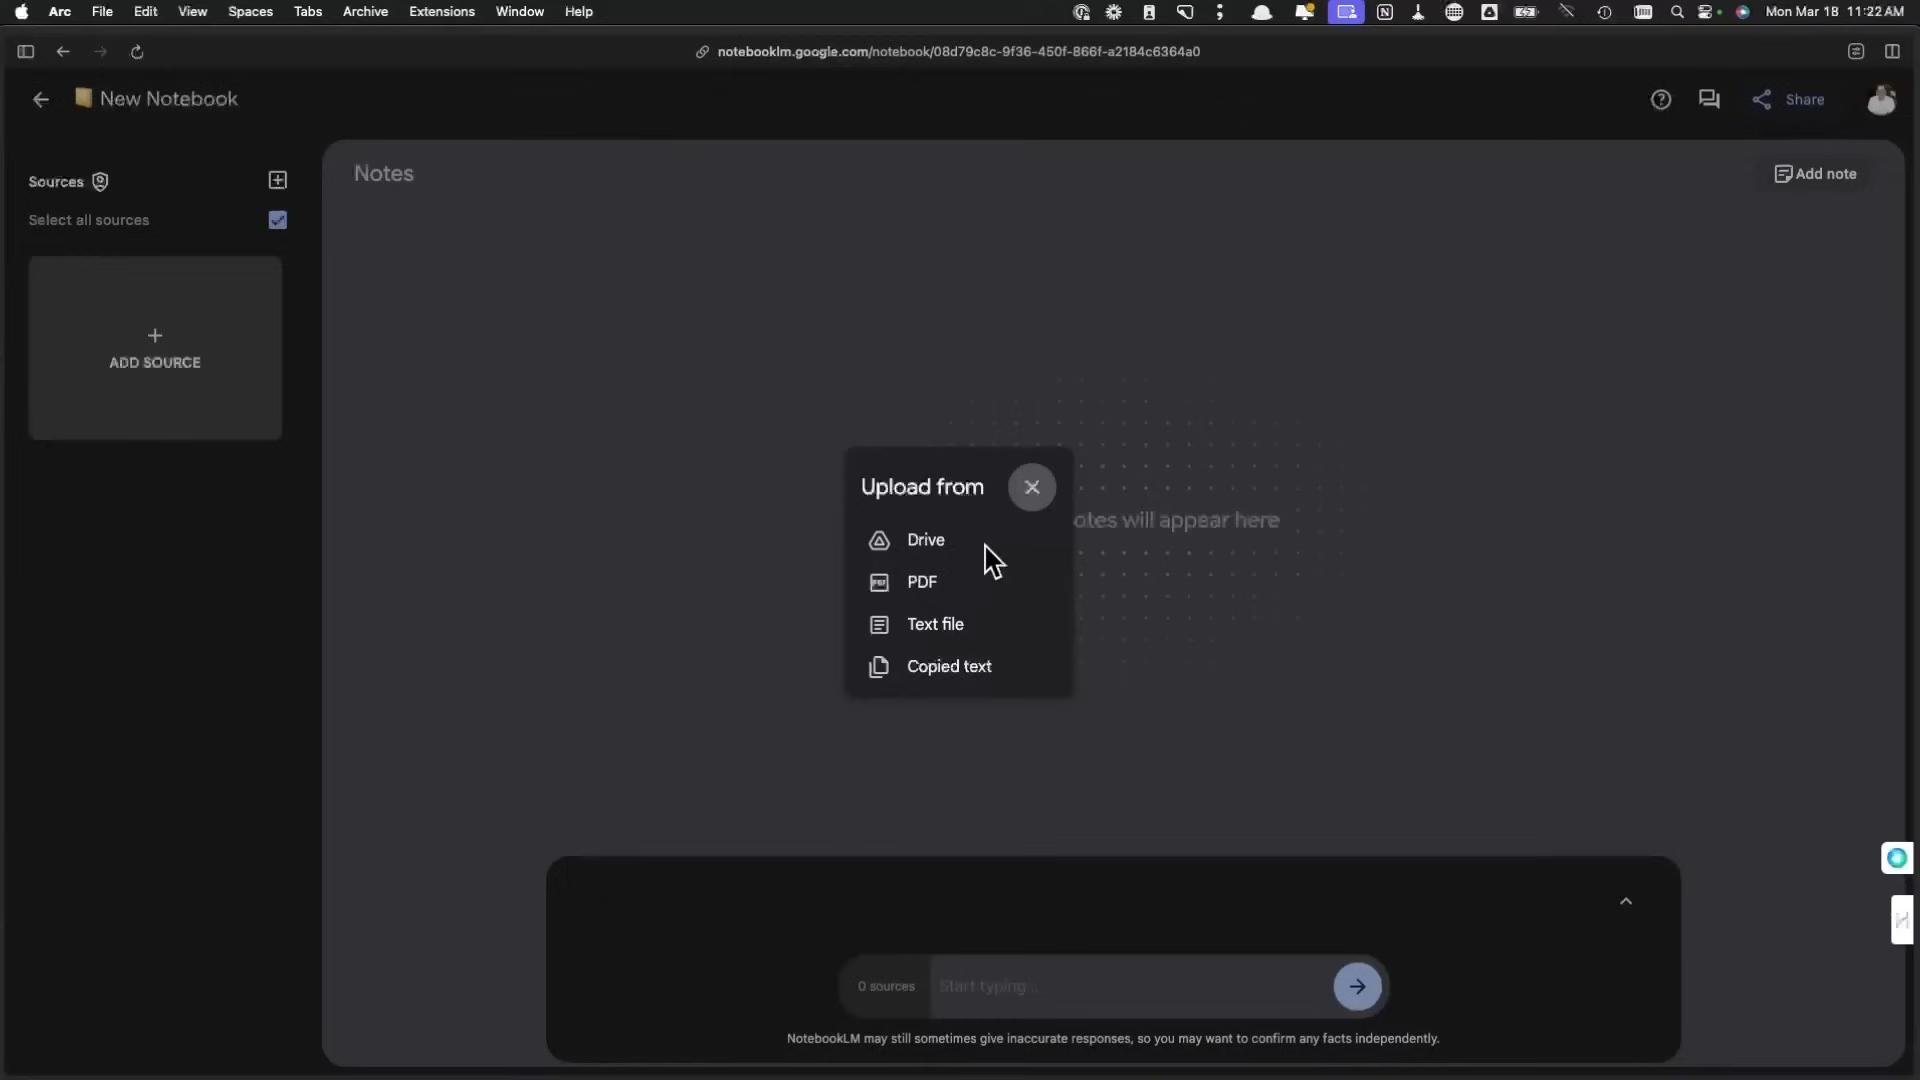 Arc File Edit View Spaces Tabs Archive Extensions Window Help Mon Mar 18 11:22 AM
notebooklm.google.com/notebook/08d79c8c-9f36-450f-866f-a2184c6364a0
New Notebook
Share
Sources
Select all sources
ADD SOURCE
Notes
Add note
Upload from
Drive
PDF
Text file
Copied text
otes will appear here
0 sources Start typing...
NotebookLM may still sometimes give inaccurate responses, so you may want to confirm any facts independently.